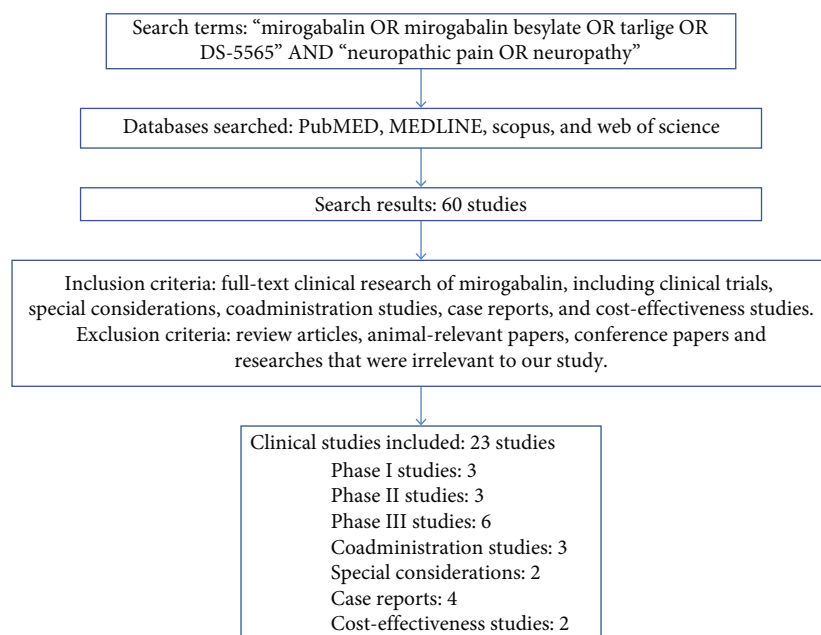 Search terms: “mirogabalin OR mirogabalin besylate OR tarlige OR
DS-5565” AND “neuropathic pain OR neuropathy”
Databases searched: PubMED, MEDLINE, scopus, and web of science
Search results: 60 studies
Inclusion criteria: full-text clinical research of mirogabalin, including clinical trials,
special considerations, coadministration studies, case reports, and cost-effectiveness studies.
Exclusion criteria: review articles, animal-relevant papers, conference papers and
researches that were irrelevant to our study.
Clinical studies included: 23 studies
Phase I studies: 3
Phase II studies: 3
Phase III studies: 6
Coadministration studies: 3
Special considerations: 2
Case reports: 4
Cost-effectiveness studies: 2